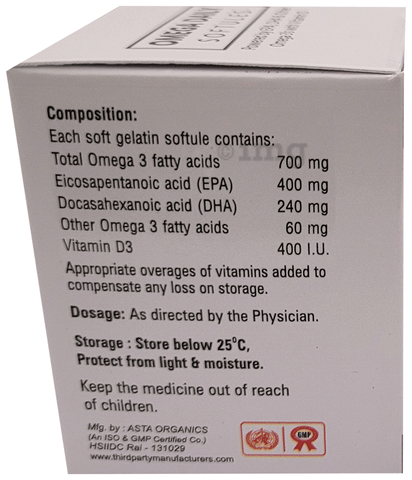 OMEGA DAILY
SOFTULES
Composition:
Each soft gelatin softule contains:
Total Omega 3 fatty acids 700 mg
Eicosapentanoic acid (EPA) 400 mg
Docasahexanoic acid (DHA) 240 mg
Other Omega 3 fatty acids 60 mg
Vitamin D3 400 I.U.
Appropriate overages of vitamins added to
compensate any loss on storage.
Dosage: As directed by the Physician.
Storage : Store below 25°C,
Protect from light & moisture.
Keep the medicine out of reach
of children.
Mfg. by : ASTA ORGANICS
(An ISO & GMP Certified Co.)
HSIIDC Rai - 131029
www.thirdpartymanufacturers.com
GMP